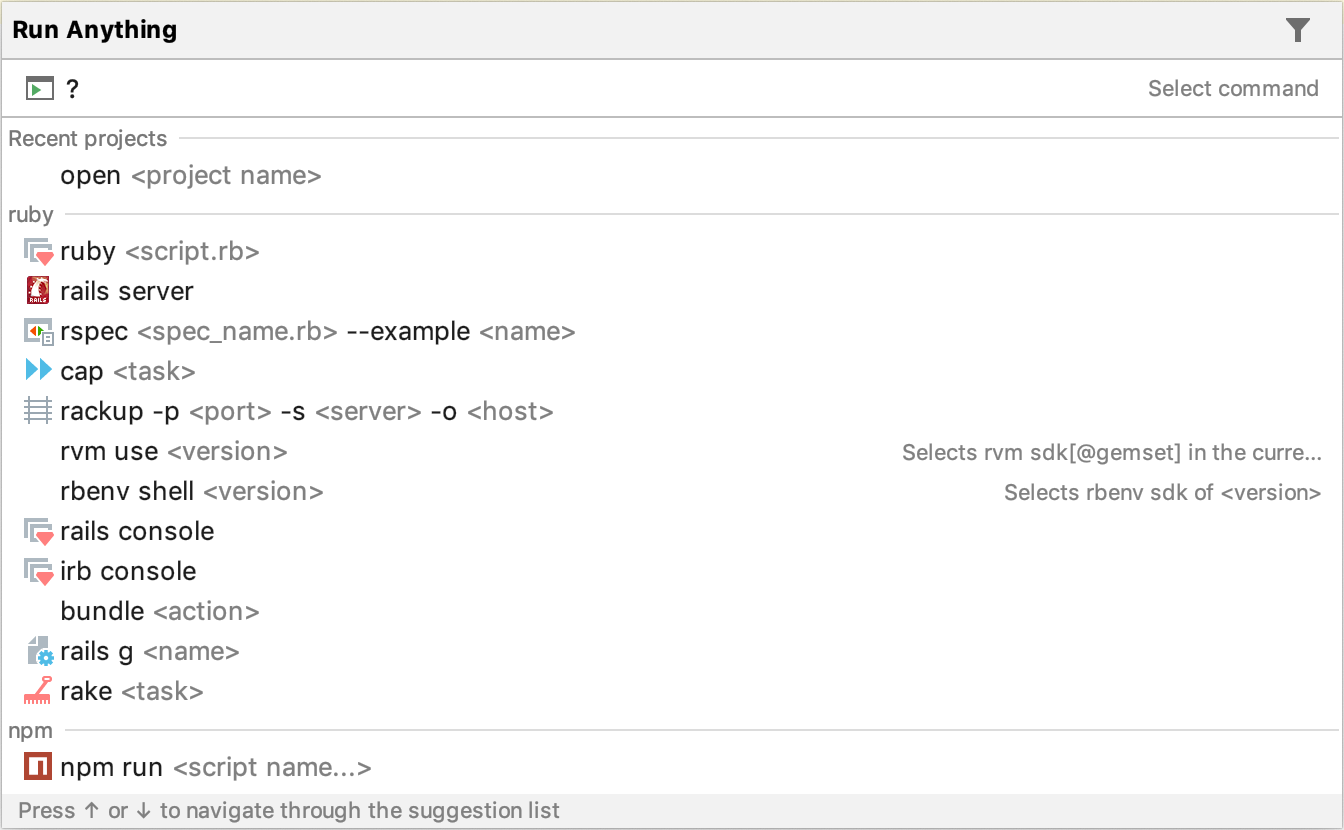 Run Anything
? Select command
Recent projects
open <project name>
ruby
ruby <script.rb>
RAILS rails server
rspec <spec_name.rb> --example <name>
cap <task>
rackup -p <port> -s <server> -o <host>
rvm use <version> Selects rvm sdk[@gemset] in the curre...
rbenv shell <version> Selects rbenv sdk of <version>
rails console
irb console
bundle <action>
rails g <name>
rake <task>
npm
npm run <script name...>
Press ↑ or ↓ to navigate through the suggestion list